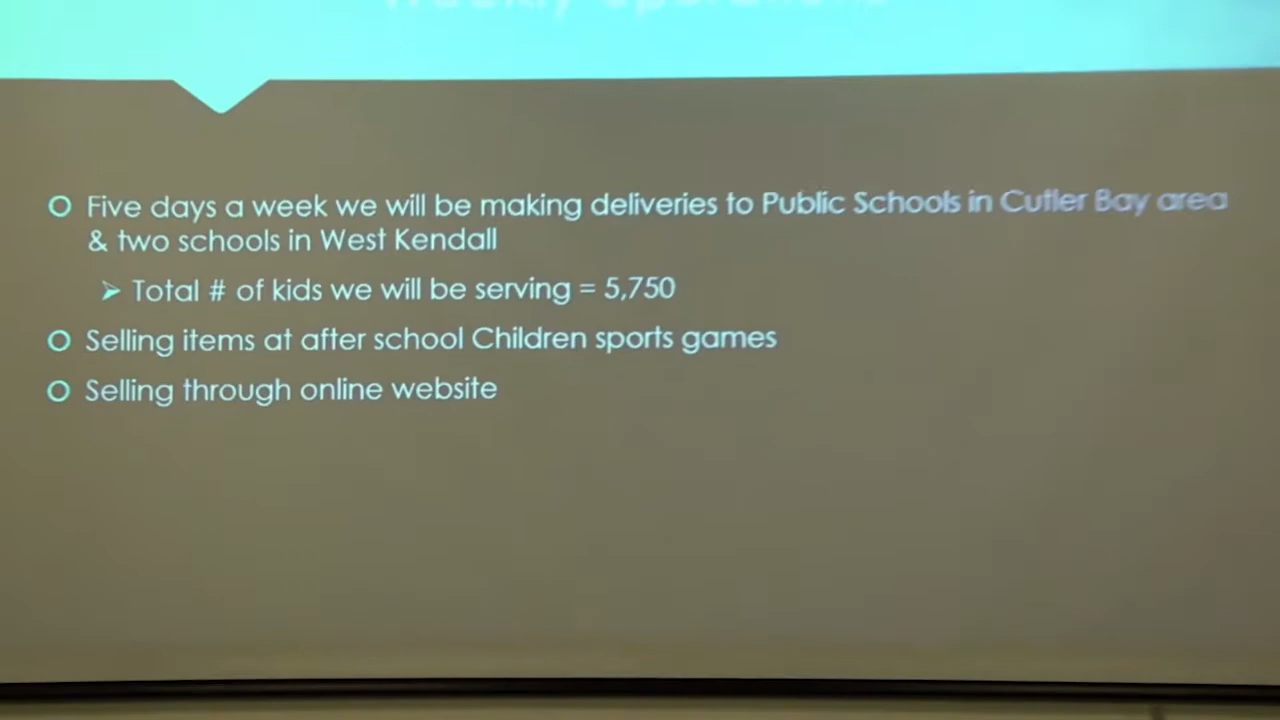 Weekly Operations
Five days a week we will be making deliveries to Public Schools in Cutler Bay area
& two schools in West Kendall
Total # of kids we will be serving = 5,750
Selling items at after school Children sports games
Selling through online website